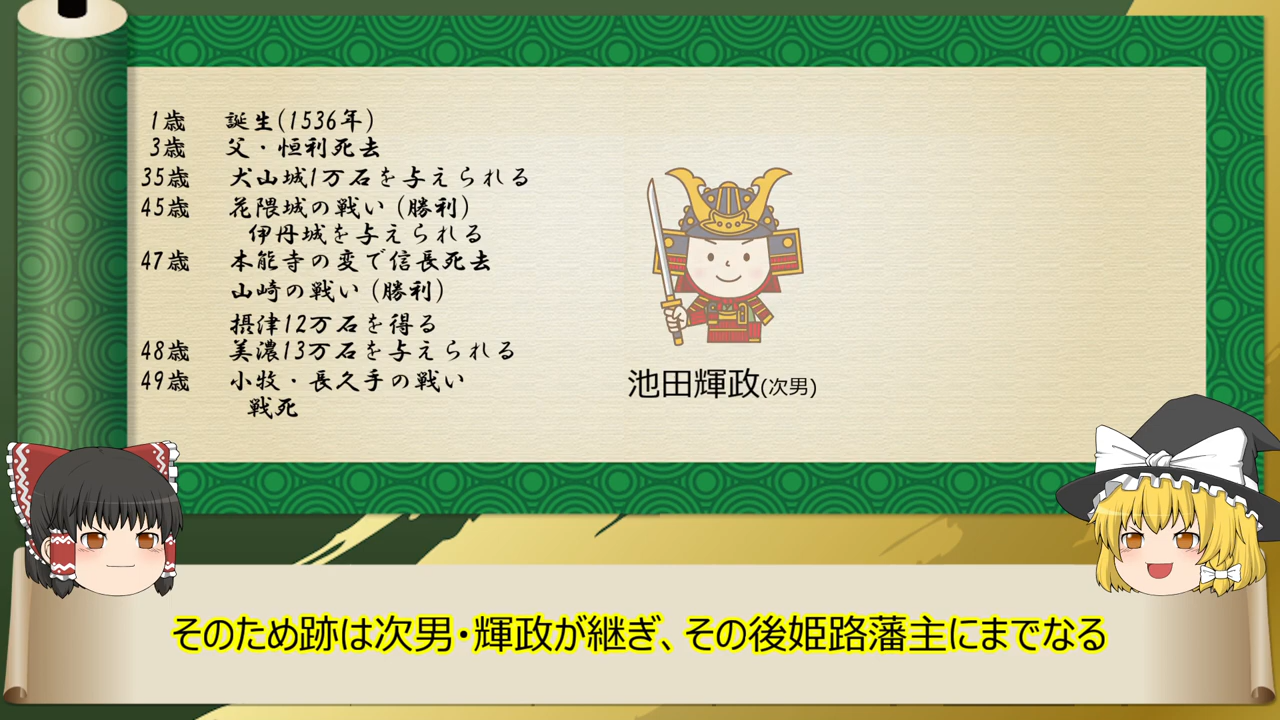 1歳 誕生(1536年)
3歳 父・恒利死去
35歳 犬山城1万石を与えられる
45歳 花隈城の戦い(勝利)
伊丹城を与えられる
47歳 本能寺の変で信長死去
山崎の戦い(勝利)
摂津12万石を得る
48歳 美濃13万石を与えられる
49歳 小牧・長久手の戦い
戦死
池田輝政(次男)
そのため跡は次男・輝政が継ぎ、その後姫路藩主にまでなる